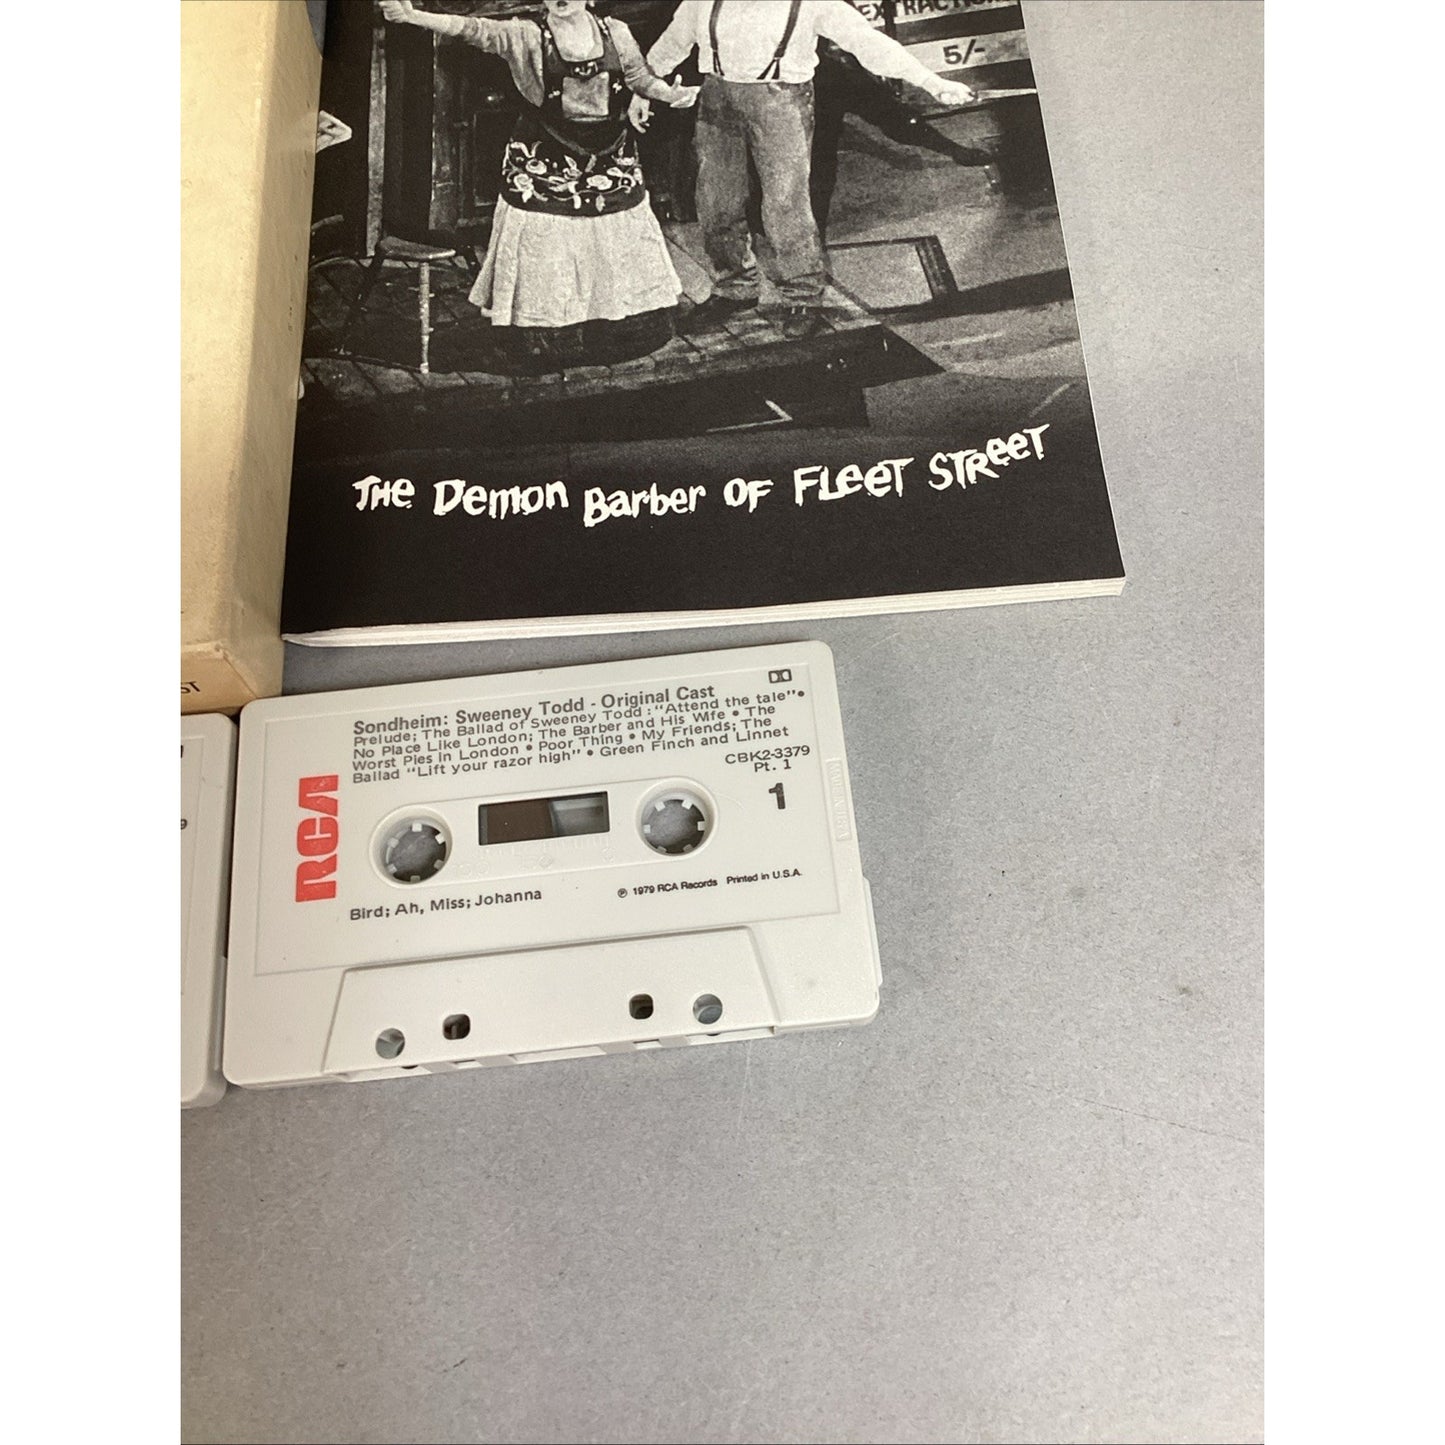 EXTRACTION
5/-
THE Demon Barber OF FLeeT STReeT
ST
9
RCA
Sondheim: Sweeney Todd - Original Cast
Prelude; The Ballad of Sweeney Todd: "Attend the tale" •
No Place Like London; The Barber and His Wife • The
Worst Pies in London • Poor Thing • My Friends; The
Ballad "Lift your razor high" • Green Finch and Linnet
CBK2-3379
Pt. 1
1
Bird; Ah, Miss; Johanna
℗ 1979 RCA Records Printed in U.S.A.